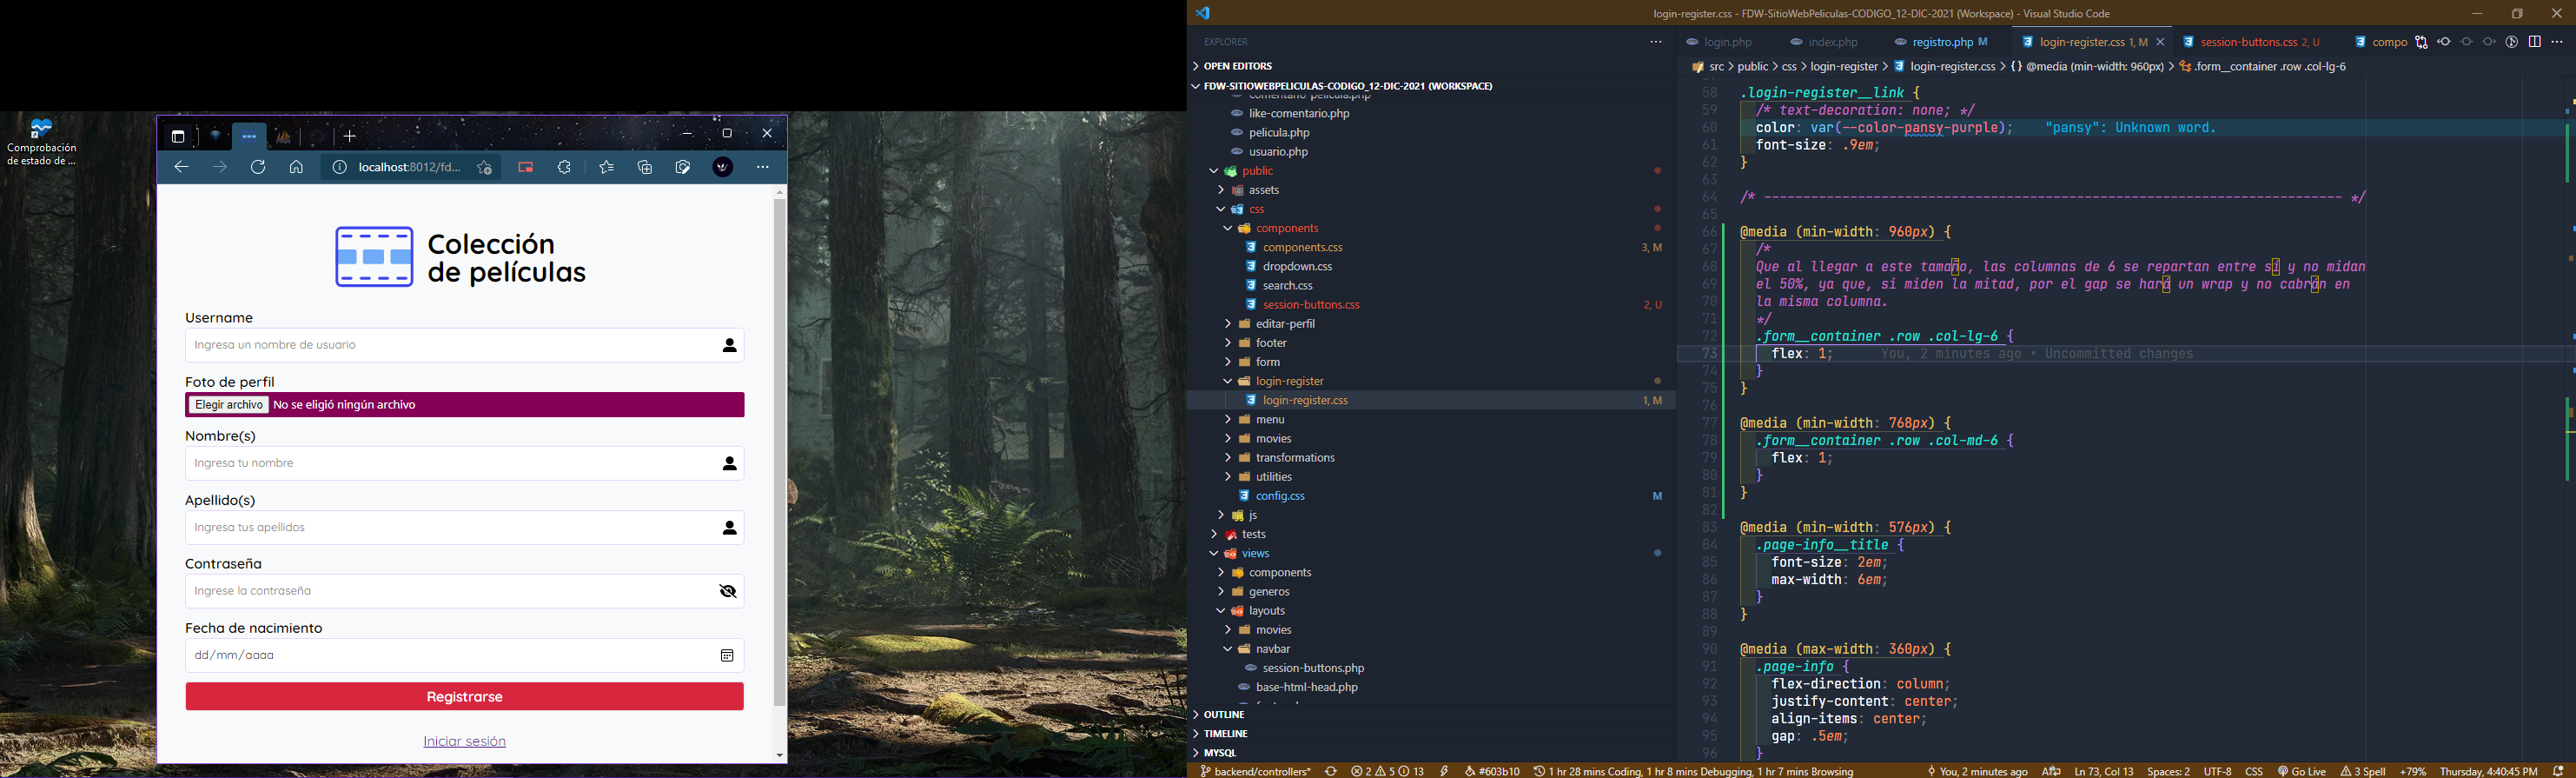 Comprobación
de estado de ...
localhost:8012/fd...
Colección
de películas
Username
Ingresa un nombre de usuario
Foto de perfil
Elegir archivo No se eligió ningún archivo
Nombre(s)
Ingresa tu nombre
Apellido(s)
Ingresa tus apellidos
Contraseña
Ingrese la contraseña
Fecha de nacimiento
dd/mm/aaaa
Registrarse
Iniciar sesión
login-register.css - FDW-SitioWebPeliculas-CODIGO_12-DIC-2021 (Workspace) - Visual Studio Code
EXPLORER
OPEN EDITORS
FDW-SITIOWEBPELICULAS-CODIGO_12-DIC-2021 (WORKSPACE)
comentario-pelicula.php
like-comentario.php
pelicula.php
usuario.php
public
assets
css
components
components.css 3, M
dropdown.css
search.css
session-buttons.css 2, U
editar-perfil
footer
form
login-register
login-register.css 1, M
menu
movies
transformations
utilities
config.css M
js
tests
views
components
generos
layouts
movies
navbar
session-buttons.php
base-html-head.php
OUTLINE
TIMELINE
MYSQL
login.php index.php registro.php M login-register.css 1, M session-buttons.css 2, U compo
src > public > css > login-register > login-register.css > {} @media (min-width: 960px) > .form__container .row .col-lg-6
58 .login-register__link {
59 /* text-decoration: none; */
60 color: var(--color-pansy-purple); "pansy": Unknown word.
61 font-size: .9em;
62 }
63
64 /* -------------------------------------------------------------------------- */
65
66 @media (min-width: 960px) {
67 /*
68 Que al llegar a este tamaño, las columnas de 6 se repartan entre sí y no midan
69 el 50%, ya que, si miden la mitad, por el gap se hará un wrap y no cabrán en
70 la misma columna.
71 */
72 .form__container .row .col-lg-6 {
73 flex: 1; You, 2 minutes ago • Uncommitted changes
74 }
75 }
76
77 @media (min-width: 768px) {
78 .form__container .row .col-md-6 {
79 flex: 1;
80 }
81 }
82
83 @media (min-width: 576px) {
84 .page-info__title {
85 font-size: 2em;
86 max-width: 6em;
87 }
88 }
89
90 @media (max-width: 360px) {
91 .page-info {
92 flex-direction: column;
93 justify-content: center;
94 align-items: center;
95 gap: .5em;
96 }
backend/controllers* 2 5 13 #603b10 1 hr 28 mins Coding, 1 hr 8 mins Debugging, 1 hr 7 mins Browsing You, 2 minutes ago Ln 73, Col 13 Spaces: 2 UTF-8 CSS Go Live 3 Spell +79% Thursday, 4:40:45 PM